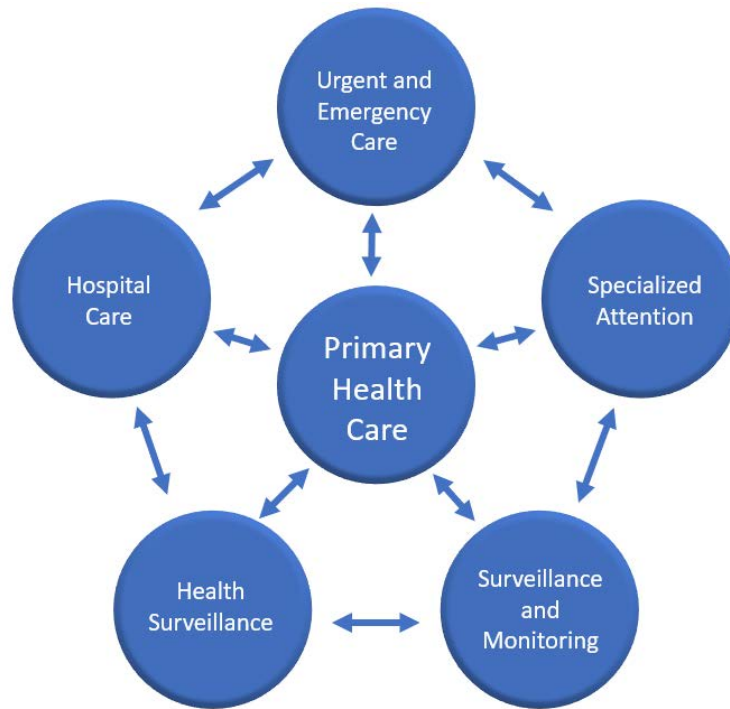 Urgent and
Emergency
Care
Hospital
Care
Specialized
Attention
Primary
Health
Care
Health
Surveillance
Surveillance
and
Monitoring